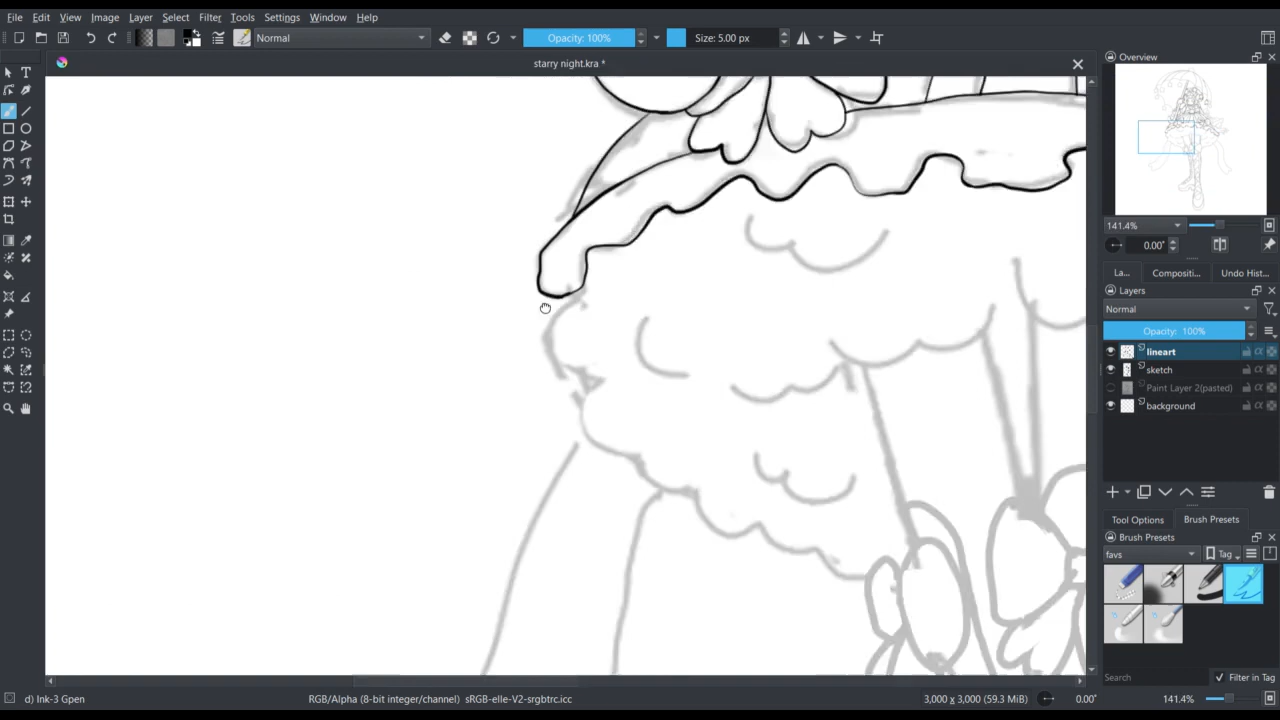 File Edit View Image Layer Select Filter Tools Settings Window Help
Normal Opacity: 100% Size: 5.00 px
starry night.kra *
Overview
141.4%
0.00°
La... Compositi... Undo Hist...
Layers
Normal
Opacity: 100%
lineart
sketch
Paint Layer 2(pasted)
background
Tool Options Brush Presets
Brush Presets
favs Tag
Search Filter in Tag
d) Ink-3 Gpen RGB/Alpha (8-bit integer/channel) sRGB-elle-V2-srgbtrc.icc 3,000 x 3,000 (59.3 MiB) 0.00° 141.4%